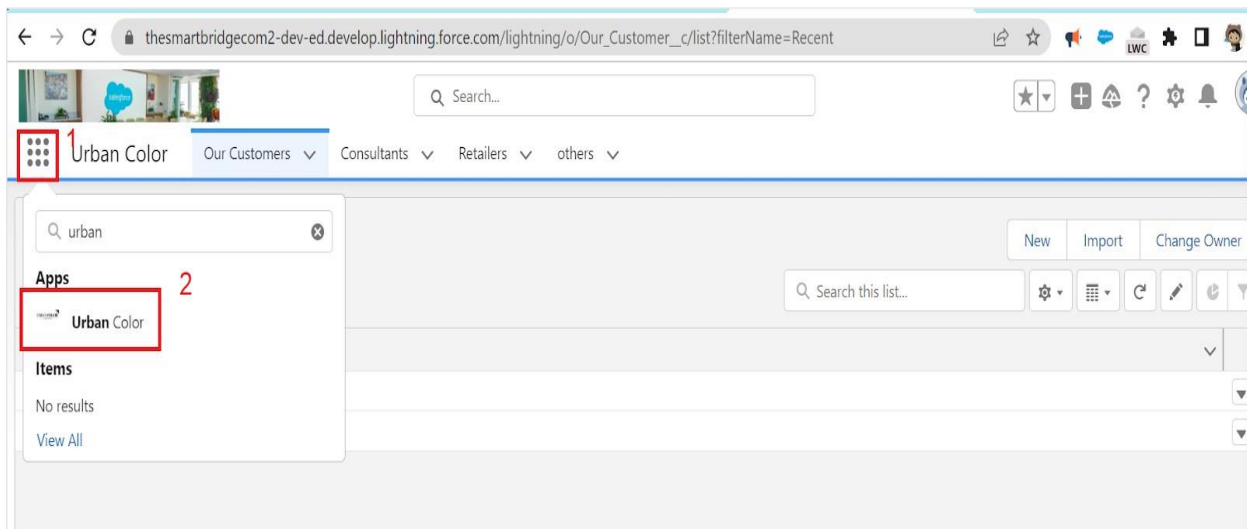 thesmartbridgecom2-dev-ed.develop.lightning.force.com/lightning/o/Our_Customer__c/list?filterName=Recent
LWC
salesforce
Search...
1
Urban Color Our Customers Consultants Retailers others
urban
New Import Change Owner
Apps
2
Search this list...
Urban Color
Items
No results
View All